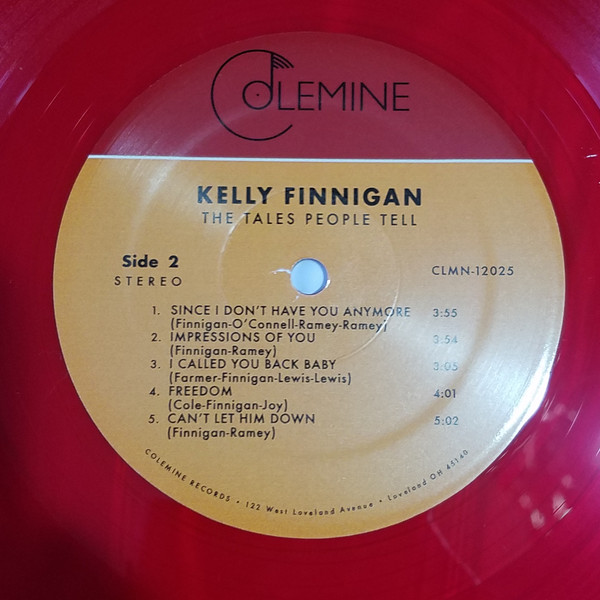 COLEMINE
KELLY FINNIGAN
THE TALES PEOPLE TELL
Side 2
STEREO
CLMN-12025
1. SINCE I DON'T HAVE YOU ANYMORE 3:55
(Finnigan-O'Connell-Ramey-Ramey)
2. IMPRESSIONS OF YOU 3:54
(Finnigan-Ramey)
3. I CALLED YOU BACK BABY 3:05
(Farmer-Finnigan-Lewis-Lewis)
4. FREEDOM 4:01
(Cole-Finnigan-Joy)
5. CAN'T LET HIM DOWN 5:02
(Finnigan-Ramey)
COLEMINE RECORDS • 122 West Loveland Avenue • Loveland OH 45140